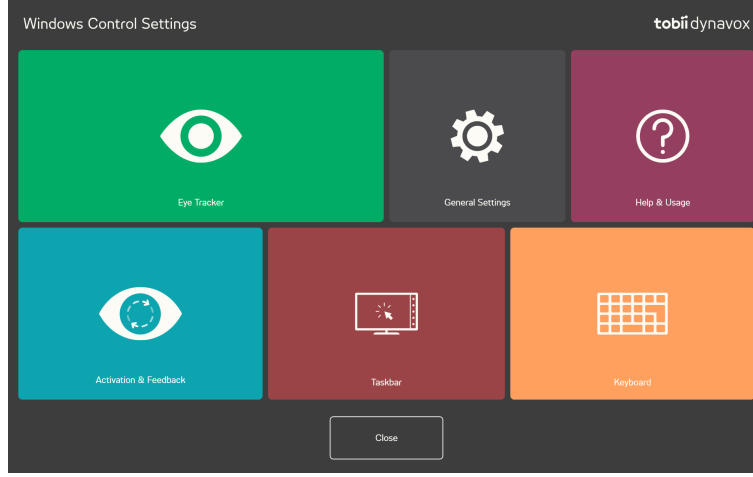 Windows Control Settings
tobii dynavox
Eye Tracker
General Settings
Help & Usage
Activation & Feedback
Taskbar
Keyboard
Close